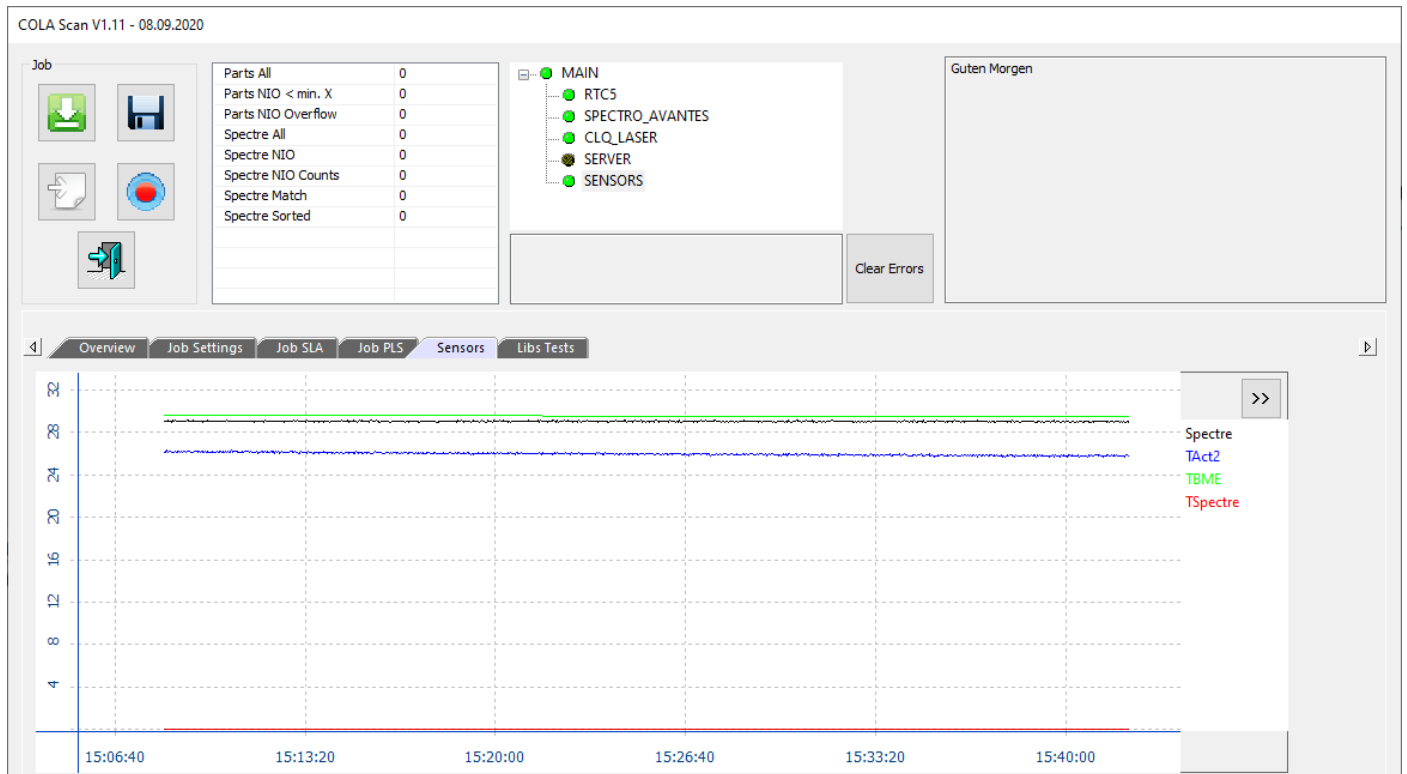 COLA Scan V1.11 - 08.09.2020
Job
Parts All 0
Parts NIO < min. X 0
Parts NIO Overflow 0
Spectre All 0
Spectre NIO 0
Spectre NIO Counts 0
Spectre Match 0
Spectre Sorted 0
MAIN
RTC5
SPECTRO_AVANTES
CLQ_LASER
SERVER
SENSORS
Clear Errors
Guten Morgen
Overview Job Settings Job SLA Job PLS Sensors Libs Tests
>>
Spectre
TAct2
TBME
TSpectre
32
28
24
20
16
12
8
4
15:06:40 15:13:20 15:20:00 15:26:40 15:33:20 15:40:00